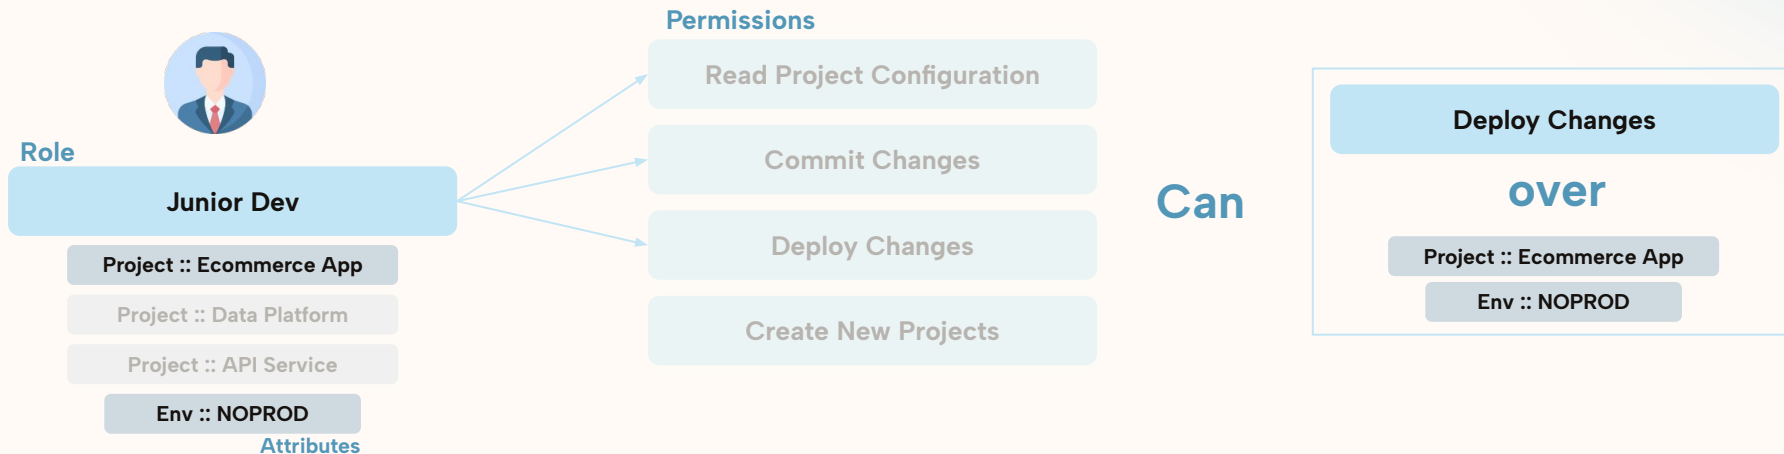 Role
Junior Dev
Project :: Ecommerce App
Project :: Data Platform
Project :: API Service
Env :: NOPROD
Attributes
Permissions
Read Project Configuration
Commit Changes
Deploy Changes
Create New Projects
Can
Deploy Changes
over
Project :: Ecommerce App
Env :: NOPROD